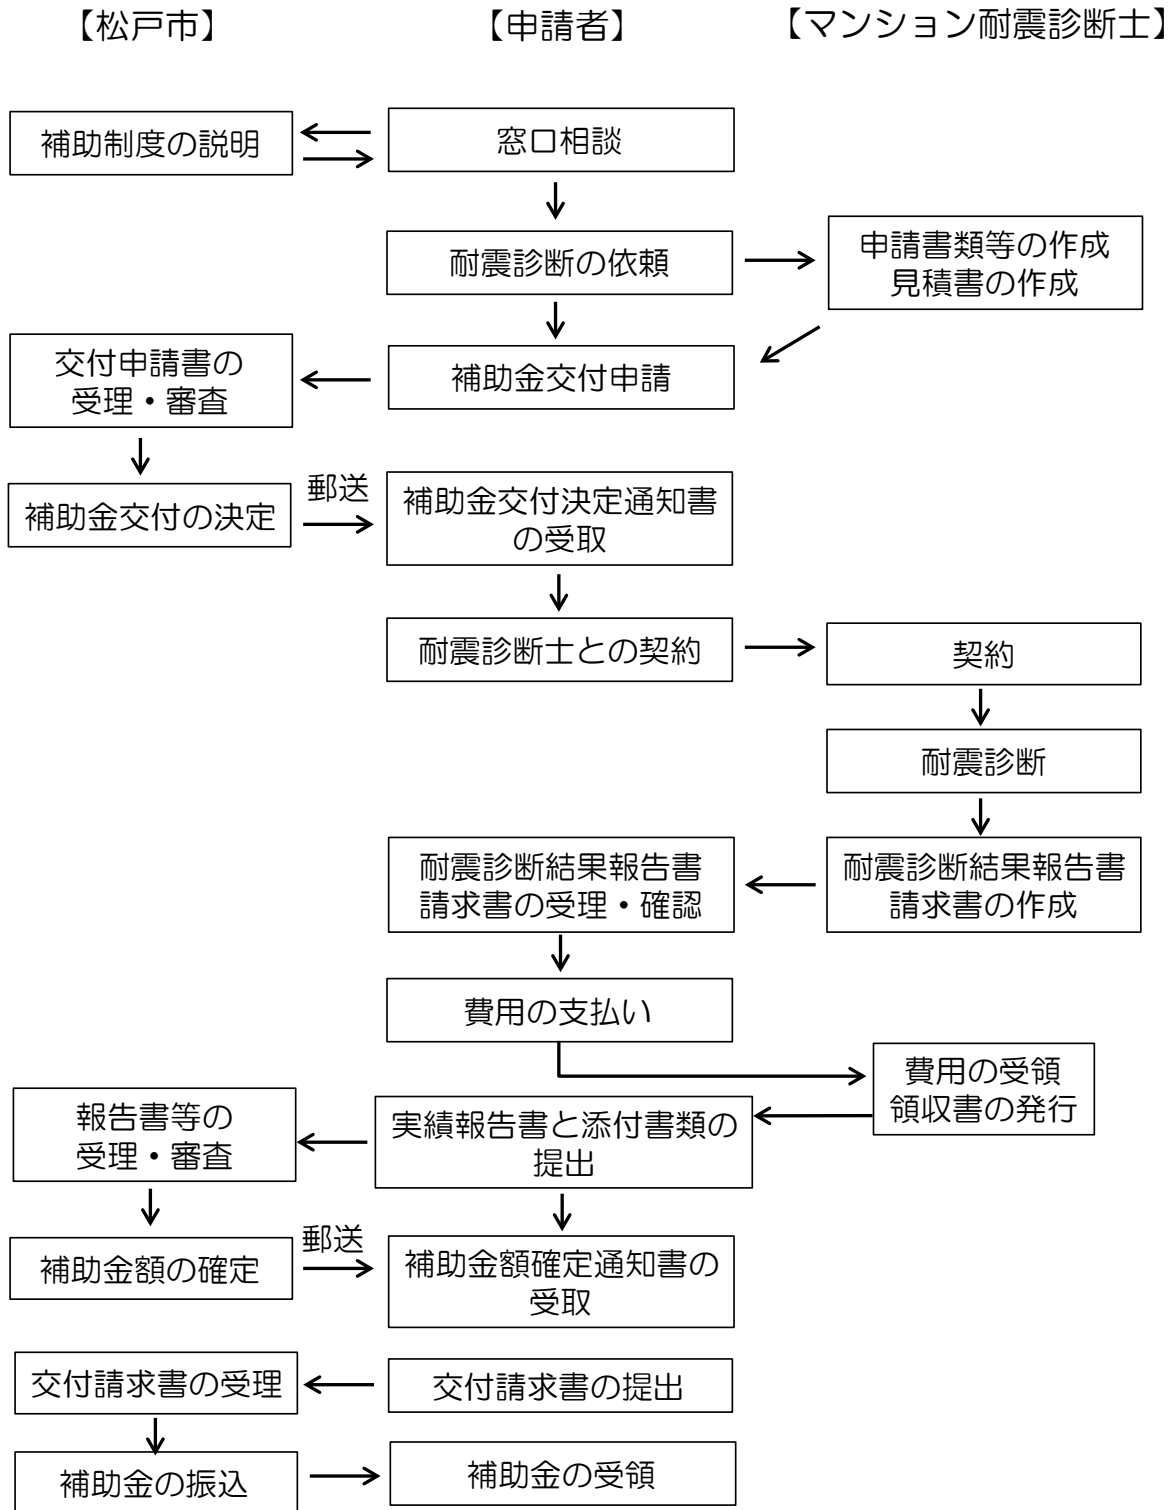 【松戸市】
【申請者】
【マンション耐震診断士】
補助制度の説明
窓口相談
耐震診断の依頼
申請書類等の作成
見積書の作成
交付申請書の
受理・審査
補助金交付申請
補助金交付の決定
郵送
補助金交付決定通知書
の受取
耐震診断士との契約
契約
耐震診断
耐震診断結果報告書
請求書の受理・確認
耐震診断結果報告書
請求書の作成
費用の支払い
費用の受領
領収書の発行
報告書等の
受理・審査
実績報告書と添付書類の
提出
補助金額の確定
郵送
補助金額確定通知書の
受取
交付請求書の受理
交付請求書の提出
補助金の振込
補助金の受領